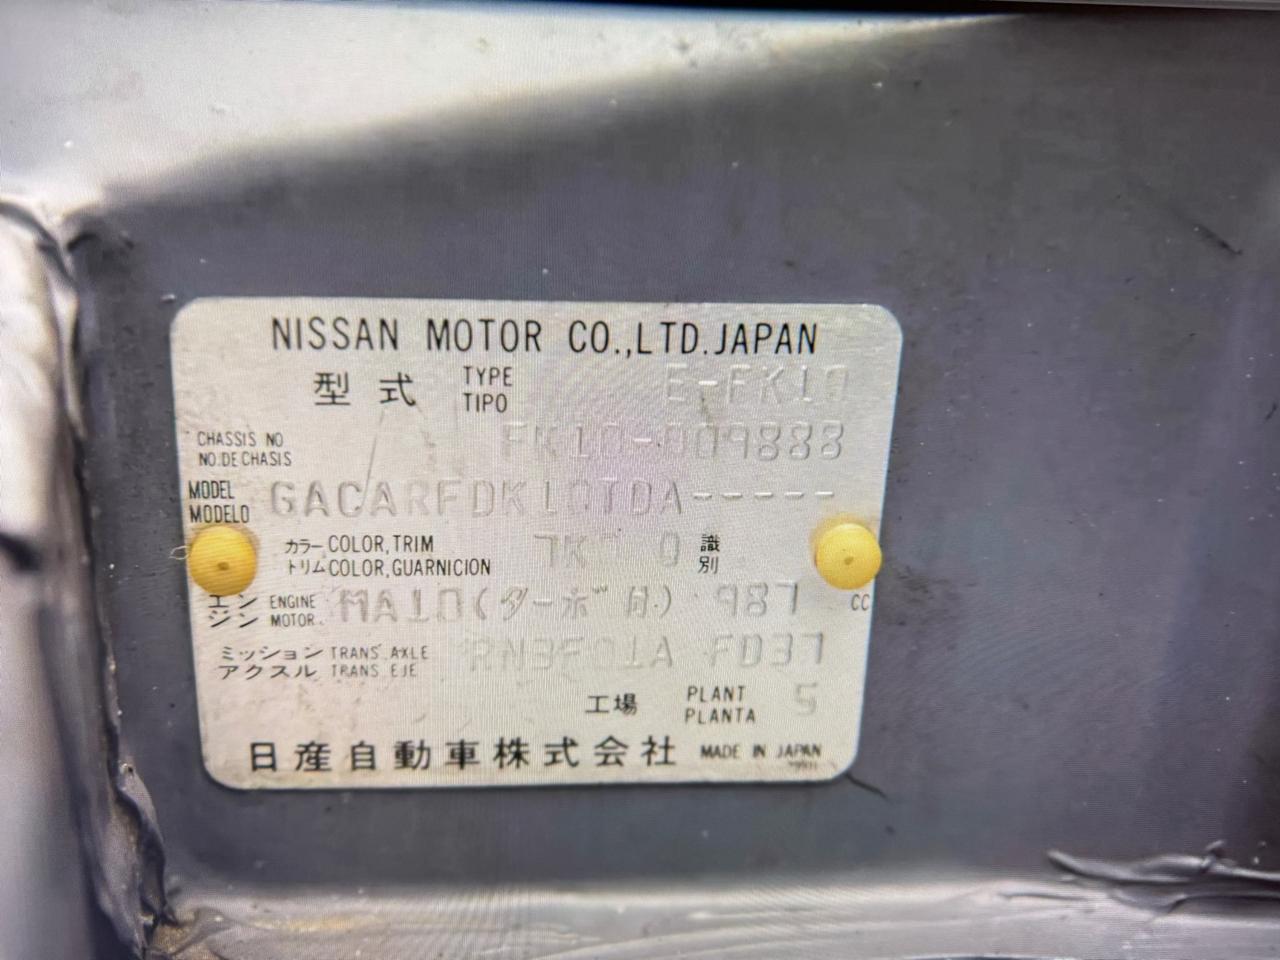 NISSAN MOTOR CO.,LTD.JAPAN
型式 TYPE TIPO E-FK10
CHASSIS NO NO.DE CHASIS FK10-009888
MODEL MODELO GACARFDK10TDA-----
カラー COLOR,TRIM 7K 0 識別
トリム COLOR,GUARNICION
エンジン ENGINE MOTOR MA10(ターボ付) 987 CC
ミッション TRANS. AXLE FD37
アクスル TRANS EJE
工場 PLANT PLANTA 5
日産自動車株式会社 MADE IN JAPAN